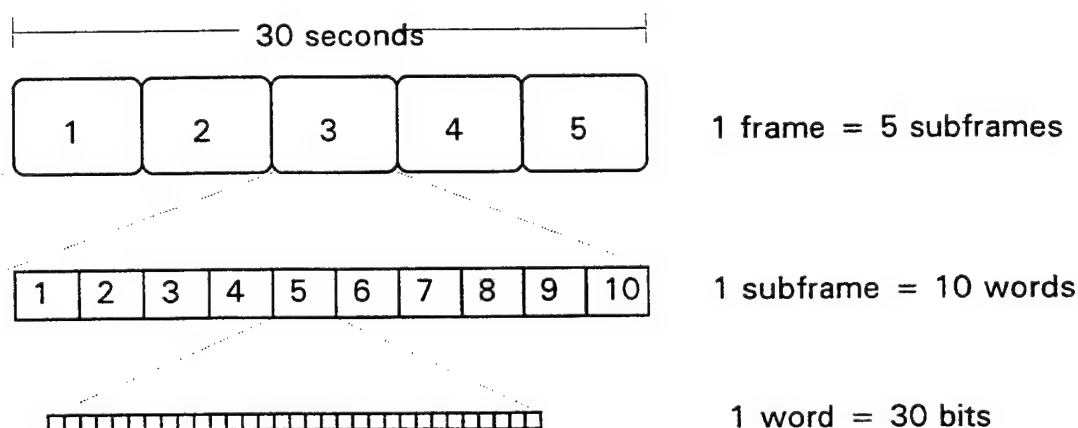 30 seconds
1 2 3 4 5
1 frame = 5 subframes
1 2 3 4 5 6 7 8 9 10
1 subframe = 10 words
1 word = 30 bits